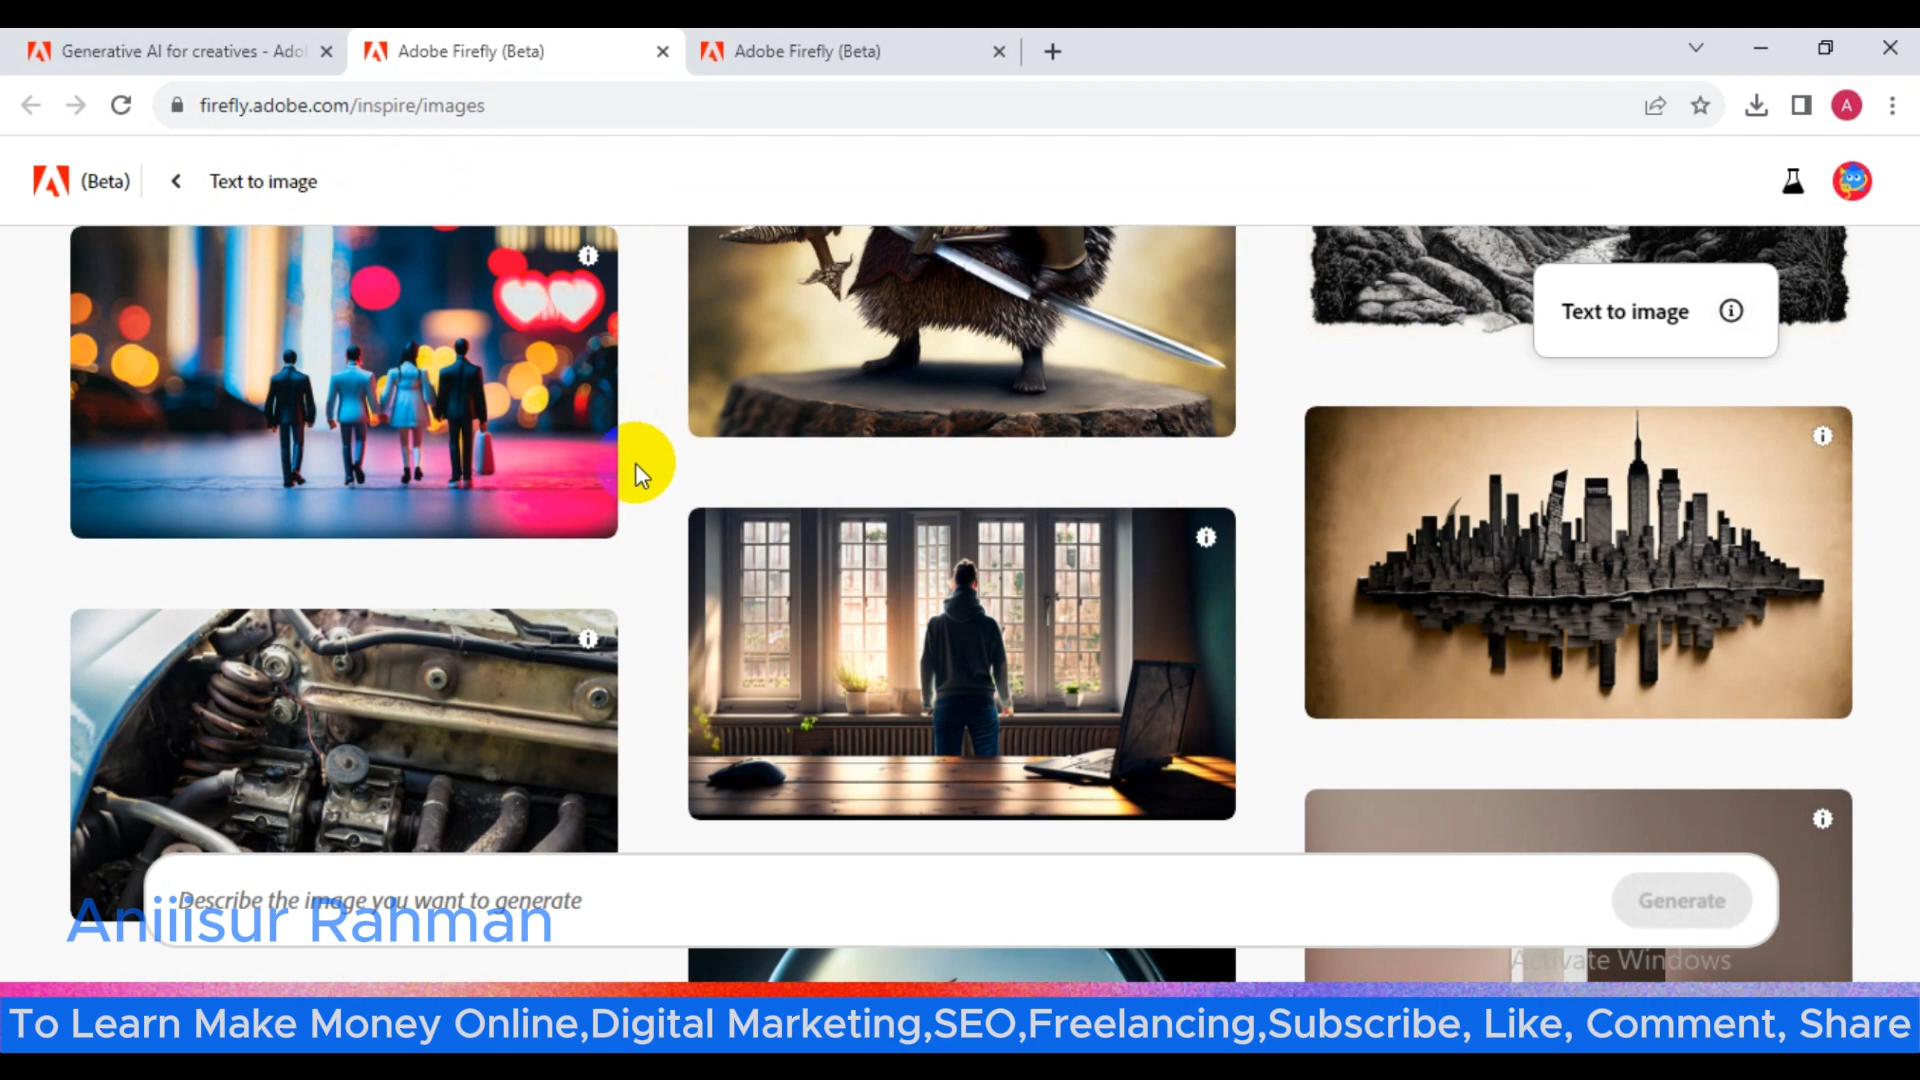 Generative AI for creatives - Ado
Adobe Firefly (Beta)
Adobe Firefly (Beta)
firefly.adobe.com/inspire/images
A
(Beta)
Text to image
Text to image
Describe the image you want to generate
Generate
Aniiisur Rahman
Activate Windows
To Learn Make Money Online,Digital Marketing,SEO,Freelancing,Subscribe, Like, Comment, Share